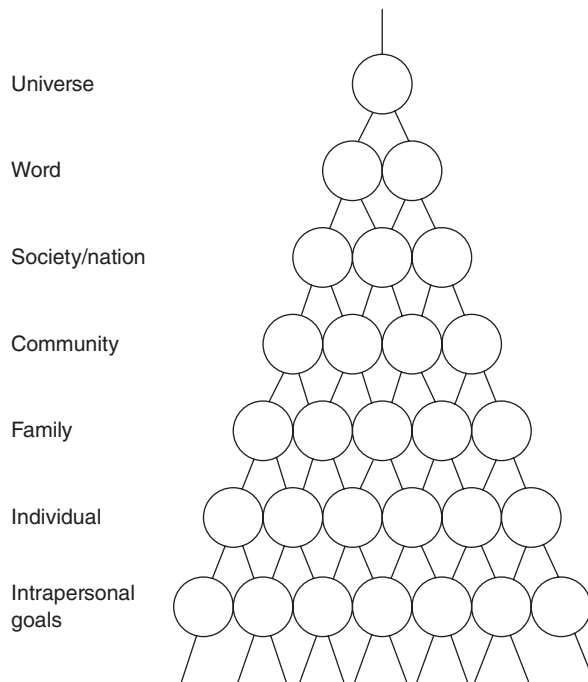 Universe
Word
Society/nation
Community
Family
Individual
Intrapersonal
goals